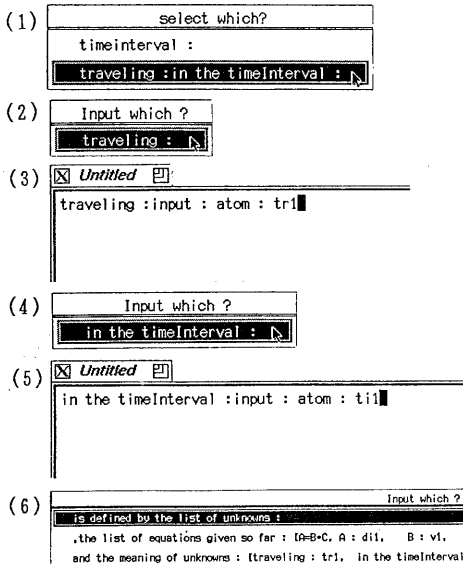 (1)
select which?
timeinterval :
traveling :in the timeInterval :
(2)
Input which ?
traveling :
(3)
Untitled
traveling :input : atom : tr1
(4)
Input which ?
in the timeInterval :
(5)
Untitled
in the timeInterval :input : atom : ti1
(6)
Input which ?
is defined by the list of unknowns :
,the list of equations given so far : [A=B*C, A : di1, B : v1,
and the meaning of unknowns : [traveling : tr1, in the timeInterval